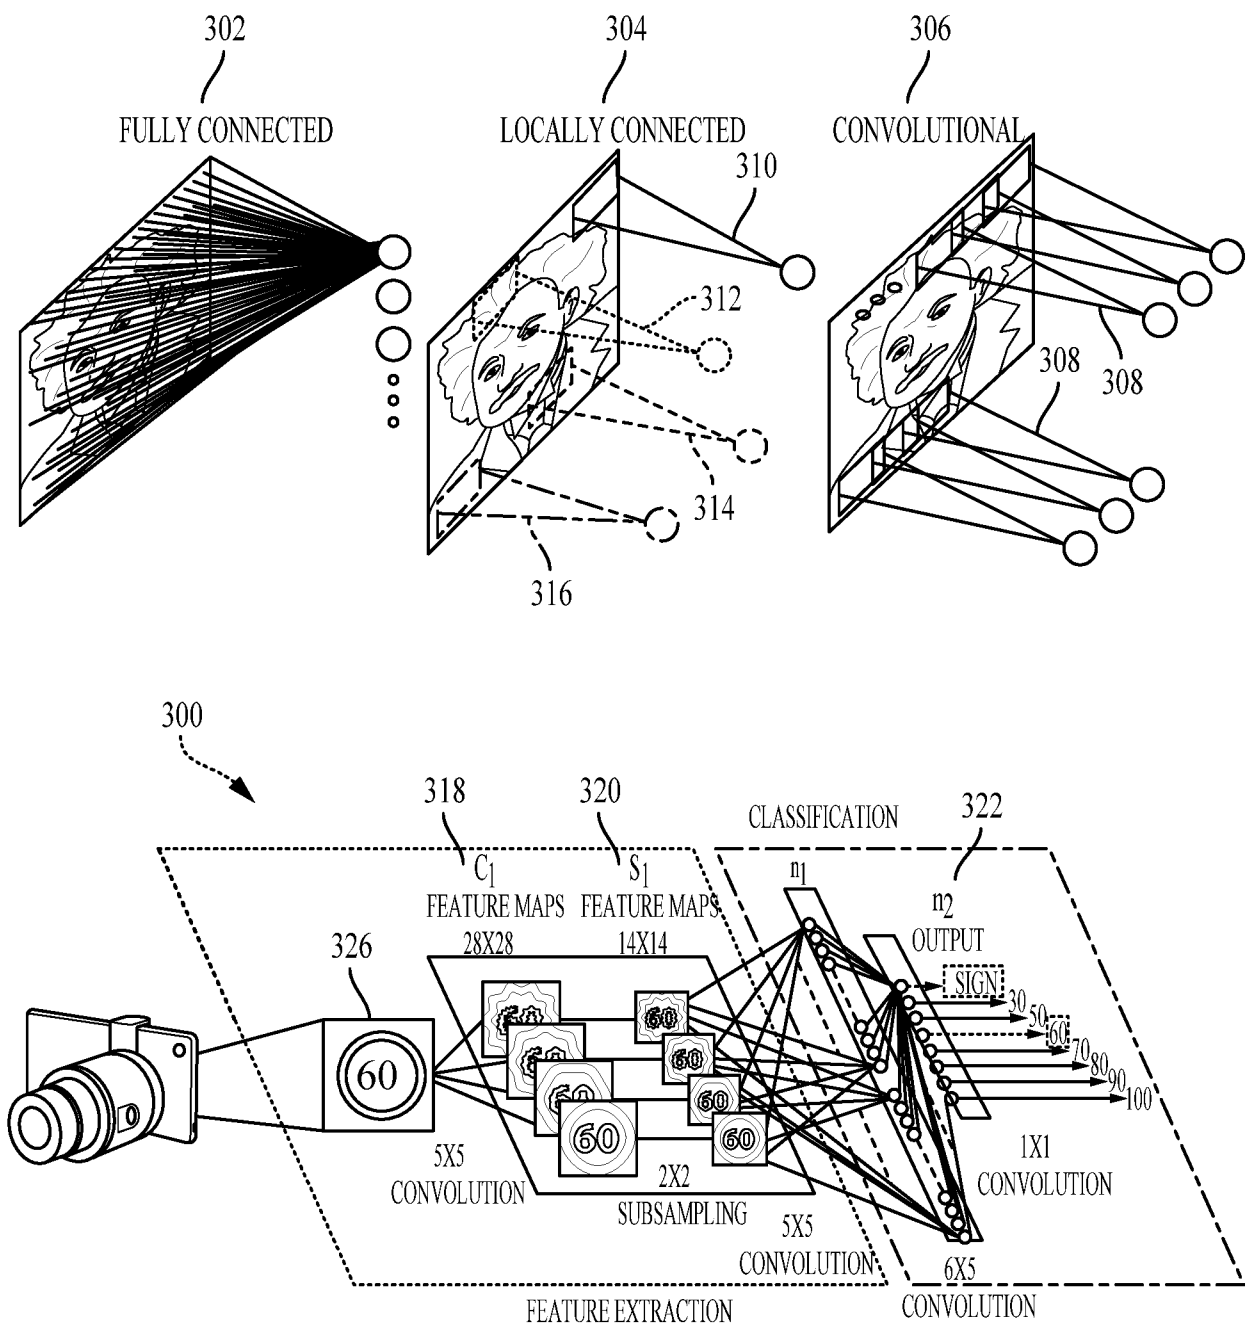 302
304
306
FULLY CONNECTED
LOCALLY CONNECTED
CONVOLUTIONAL
310
312
308
308
314
316
300
318
320
CLASSIFICATION
322
C1
FEATURE MAPS
28X28
S1
FEATURE MAPS
14X14
n1
n2
OUTPUT
326
60
60
60
60
60
60
60
60
60
SIGN
30
50
60
70
80
90
100
5X5
CONVOLUTION
2X2
SUBSAMPLING
5X5
CONVOLUTION
1X1
CONVOLUTION
6X5
CONVOLUTION
FEATURE EXTRACTION